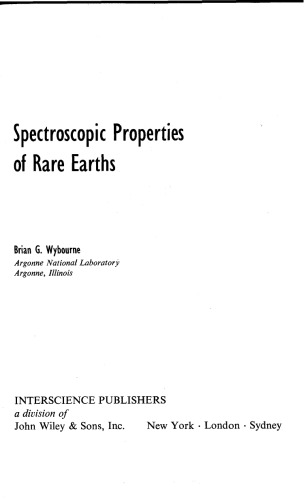 Spectroscopic Properties
of Rare Earths
Brian G. Wybourne
Argonne National Laboratory
Argonne, Illinois
INTERSCIENCE PUBLISHERS
a division of
John Wiley & Sons, Inc. New York · London · Sydney